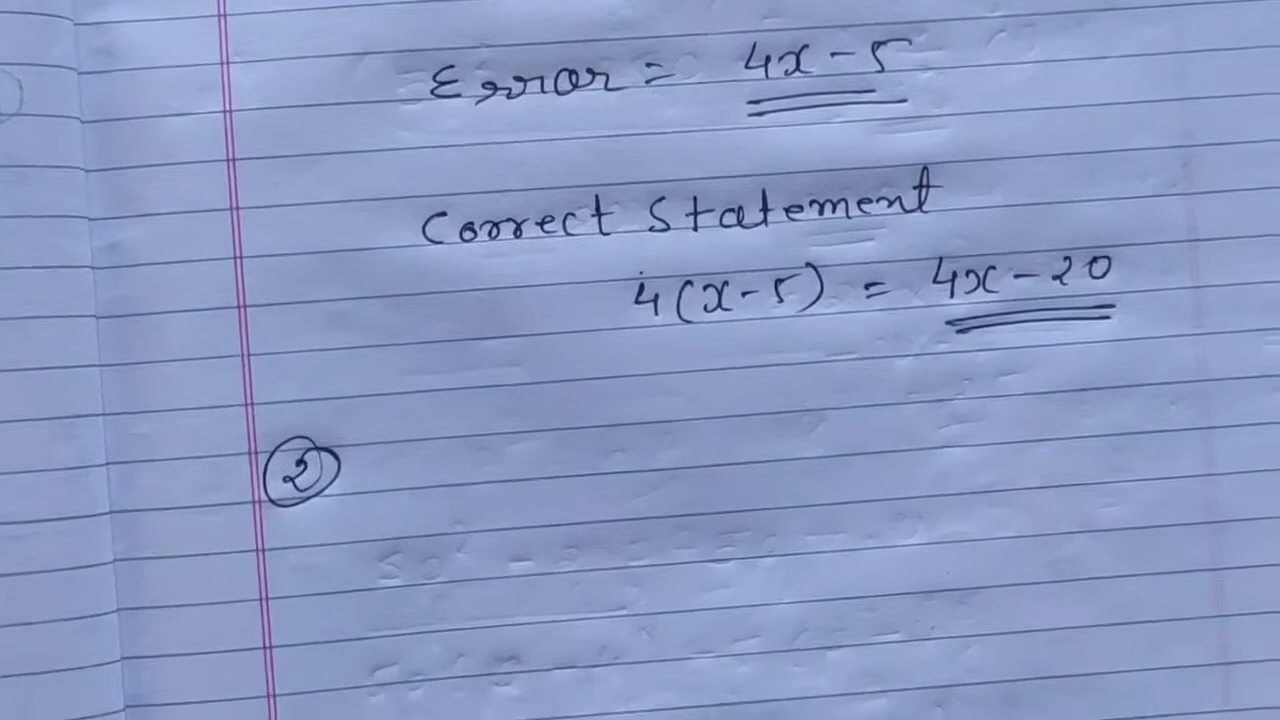 Error = 4x - 5
Correct Statement
4(x-5) = 4x - 20
2